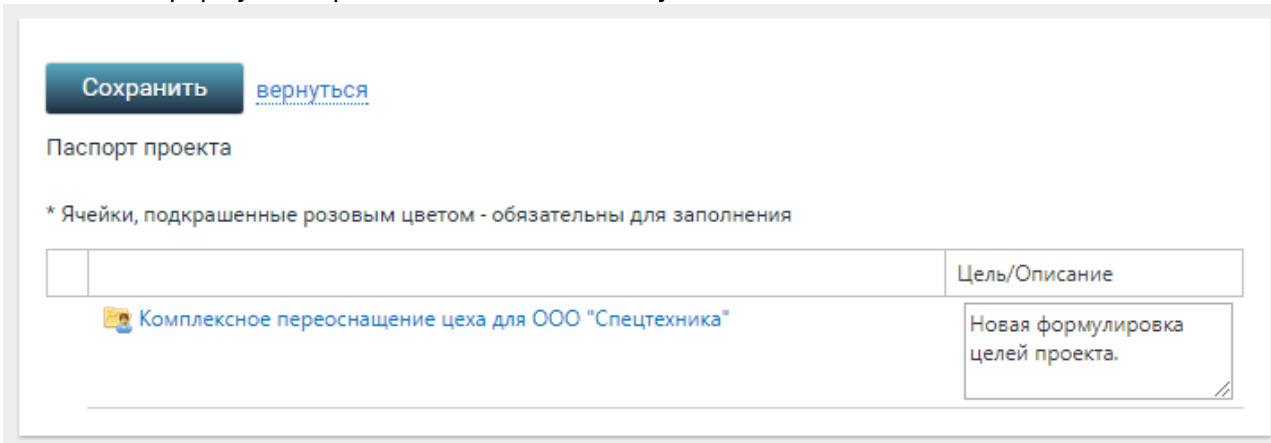 Сохранить вернуться
Паспорт проекта
* Ячейки, подкрашенные розовым цветом - обязательны для заполнения
Цель/Описание
Комплексное переоснащение цеха для ООО "Спецтехника"
Новая формулировка
целей проекта.